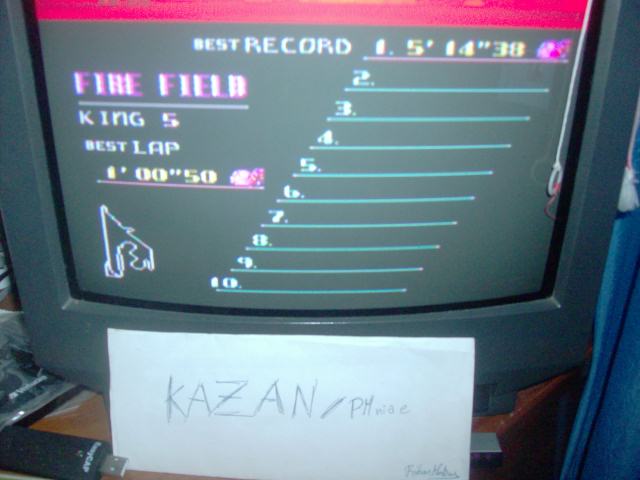 BEST RECORD 1. 5'14"38
2.
FIRE FIELD
3.
KING 5
4.
BEST LAP
5.
1'00"50
6.
7.
8.
9.
10.
KAZAN/PHniae